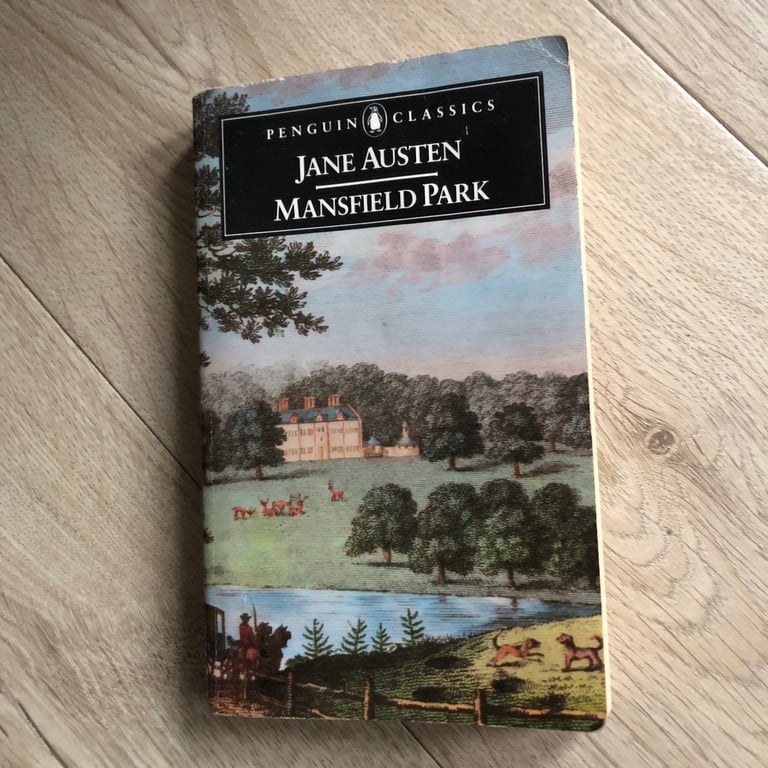 PENGUIN CLASSICS
JANE AUSTEN
MANSFIELD PARK